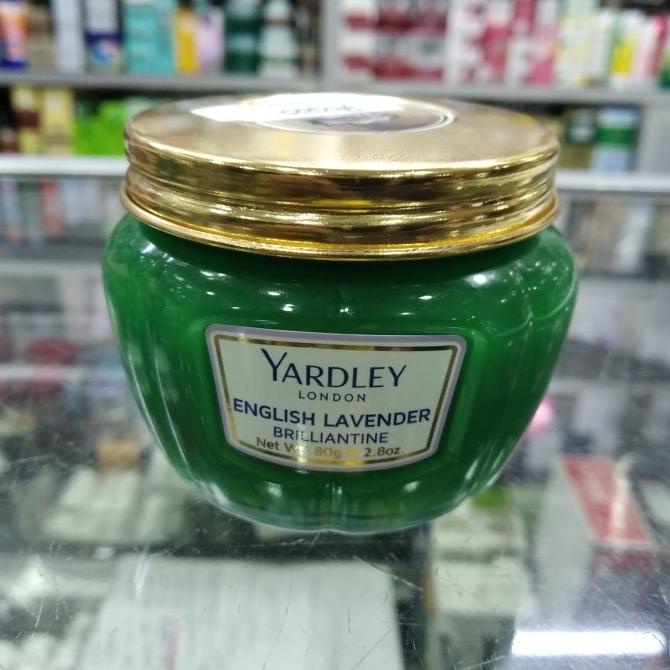 YARDLEY
LONDON
ENGLISH LAVENDER
BRILLIANTINE
Net Wt. 80g 2.8oz.